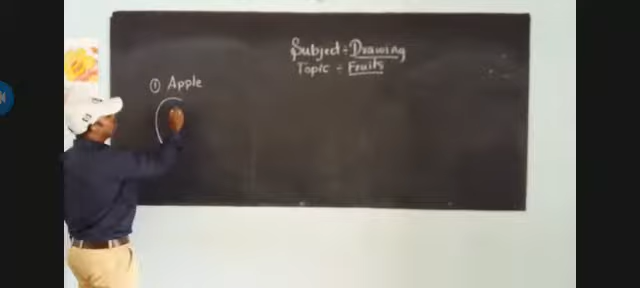 Subject ÷ Drawing
Topic ÷ Fruits
① Apple